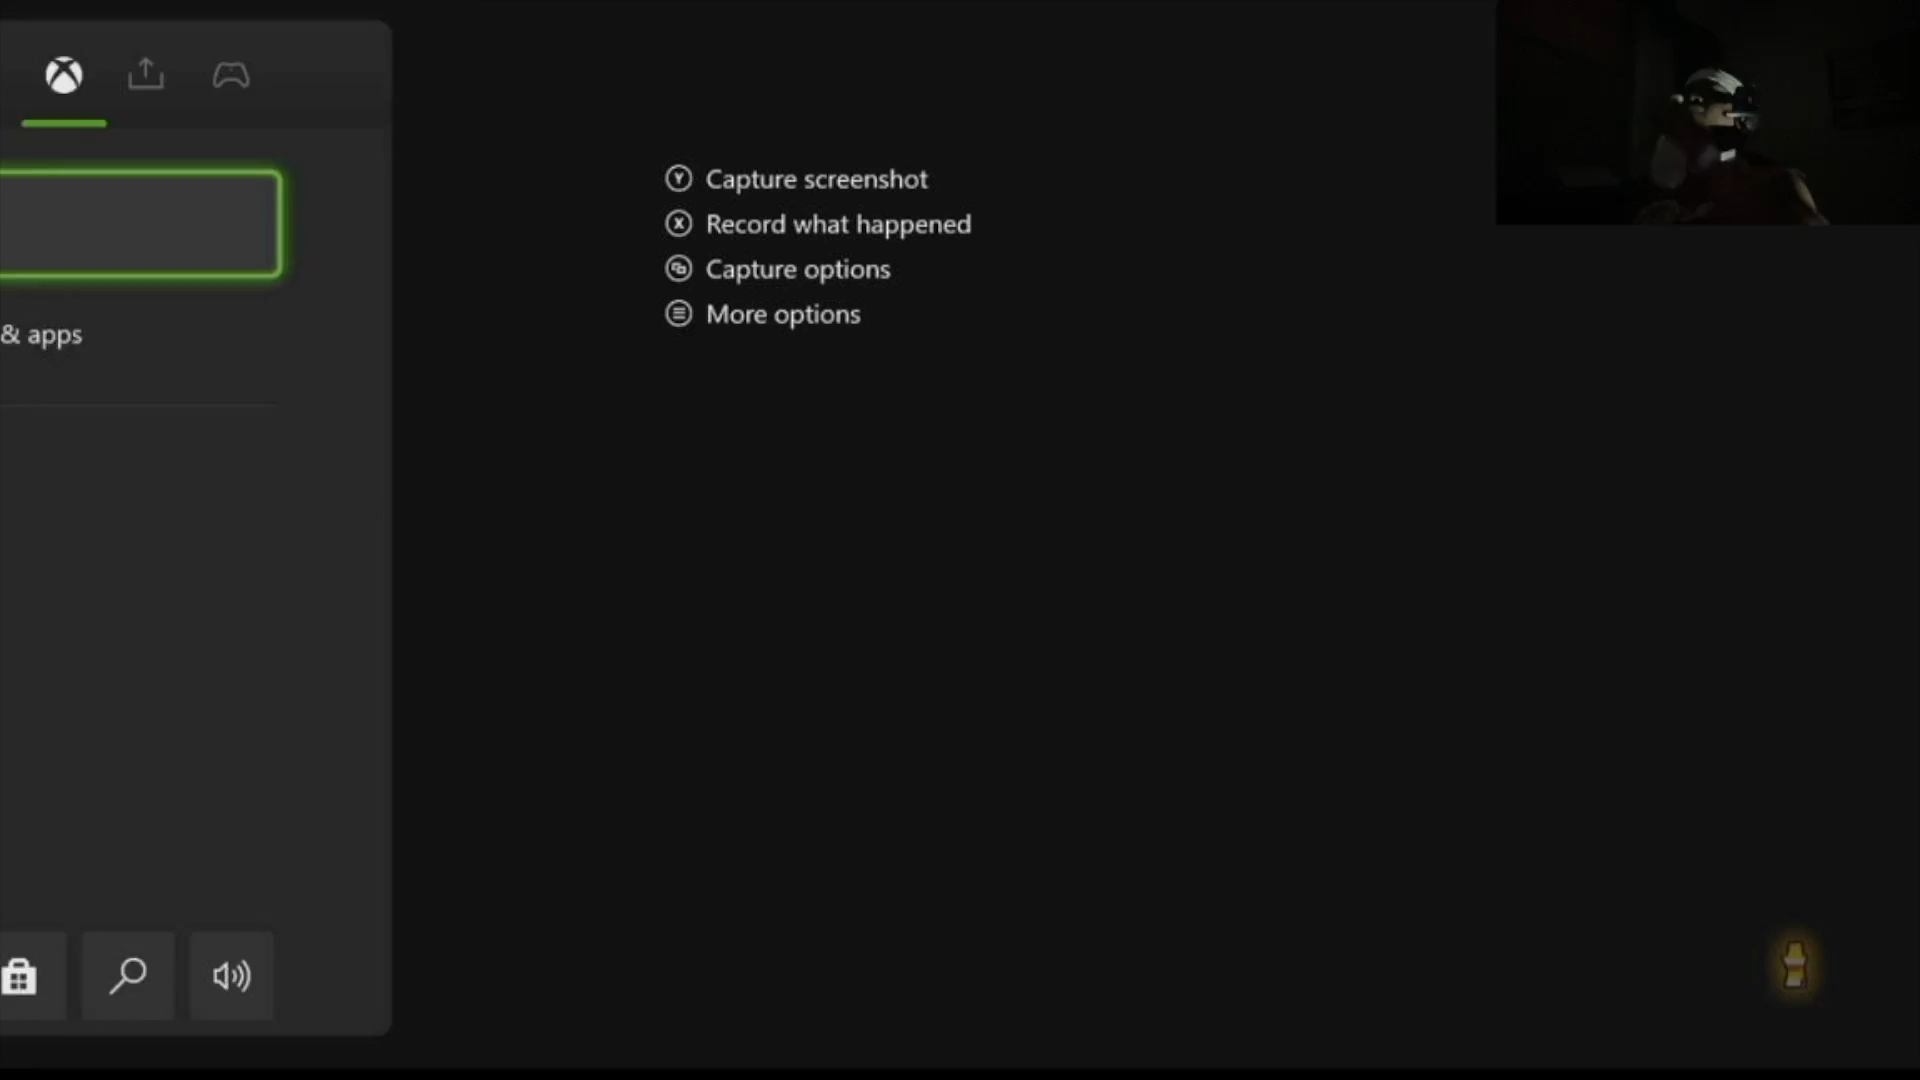 Y Capture screenshot
X Record what happened
Capture options
More options
& apps